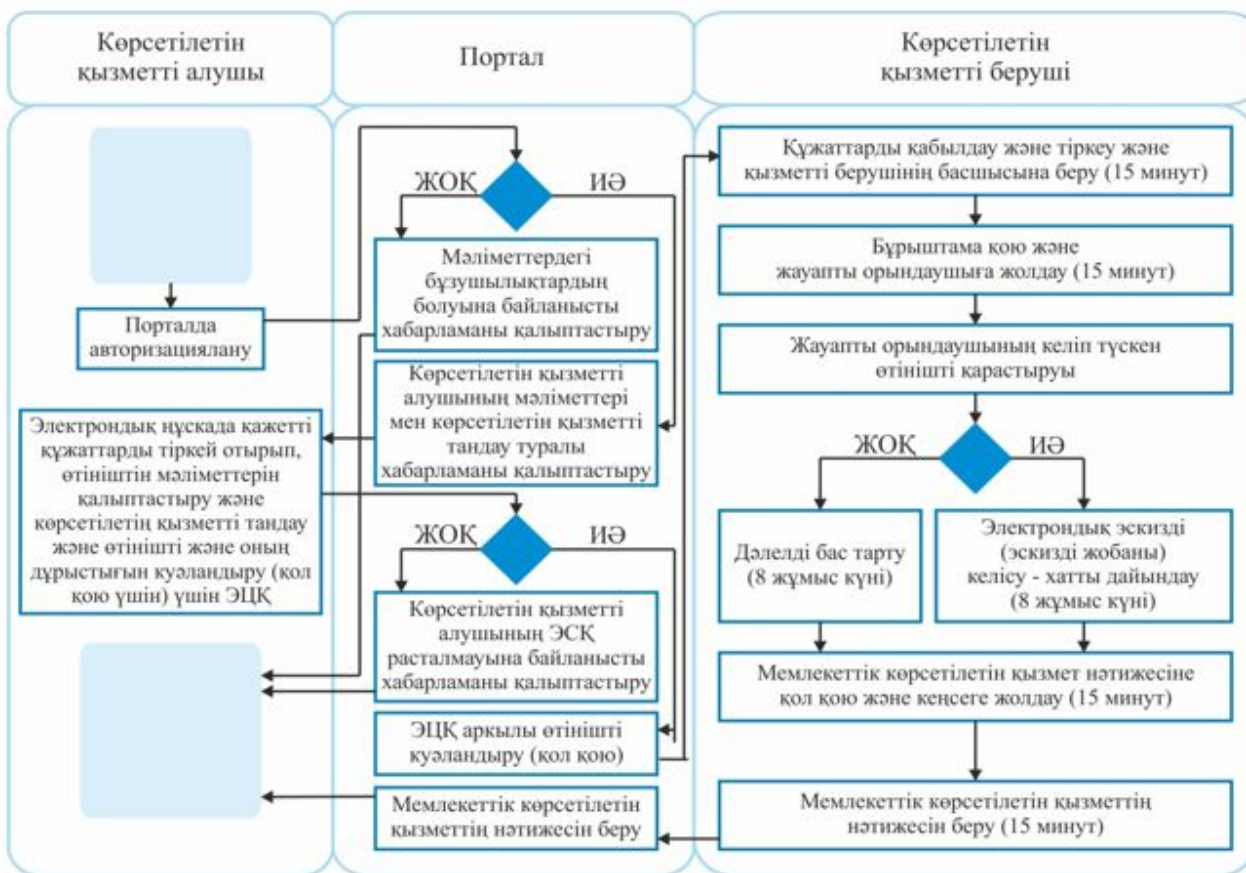 Көрсетілетін
қызметті алушы
Портал
Көрсетілетін
қызметті беруші
Порталда
авторизациялану
Электрондық нұскада қажетті
құжаттарды тіркей отырып,
өтініштін мәліметтерін
қалыптастыру және
көрсетілетің қызметті тандау
және өтінішті және оның
дұрыстығын куәландыру (қол
қою үшін) үшін ЭЦҚ
ЖОҚ
ИӘ
Мәліметтердегі
бұзушылықтардың
болуына байланысты
хабарламаны қалыптастыру
Көрсетілетін қызметті
алушының мәліметтері
мен көрсетілетін қызметті
тандау туралы
хабарламаны қалыптастыру
ЖОҚ
ИӘ
Көрсетілетін қызметті
алушының ЭСҚ
расталмауына байланысты
хабарламаны қалыптастыру
ЭЦҚ аркылы өтінішті
куәландыру (қол қою)
Мемлекеттік көрсетілетін
қызметтің нәтижесін беру
Құжаттарды қабылдау және тіркеу және
қызметті берушінің басшысына беру (15 минут)
Бұрыштама қою және
жауапты орындаушыға жолдау (15 минут)
Жауапты орындаушының келіп түскен
өтінішті қарастыруы
ЖОҚ
ИӘ
Дәлелді бас тарту
(8 жұмыс күні)
Электрондық эскизді
(эскизді жобаны)
келісу - хатты дайындау
(8 жұмыс күні)
Мемлекеттік көрсетілетін қызмет нәтижесіне
қол қою және кеңсеге жолдау (15 минут)
Мемлекеттік көрсетілетін қызметтің
нәтижесін беру (15 минут)